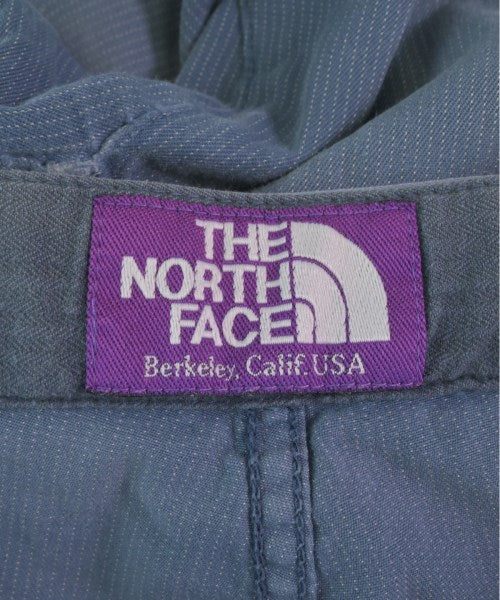 THE
NORTH
FACE
Berkeley, Calif. USA